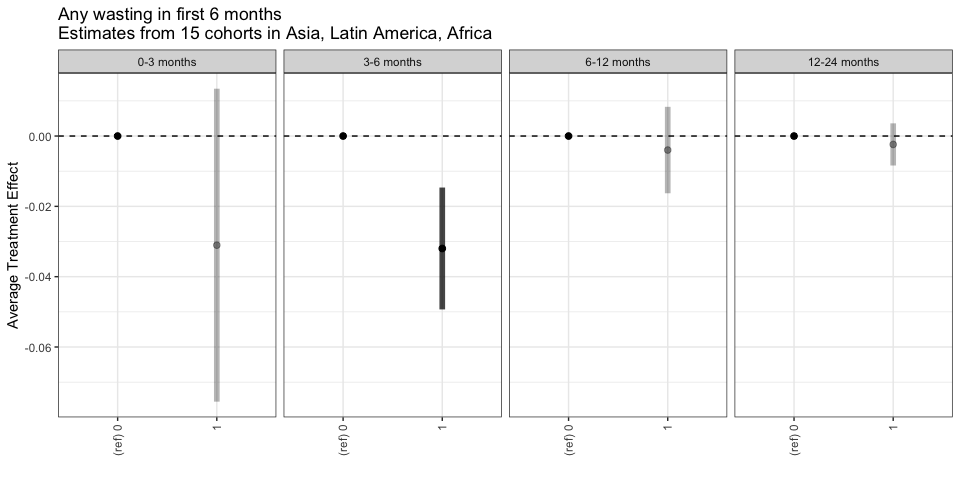 Any wasting in first 6 months
Estimates from 15 cohorts in Asia, Latin America, Africa
0-3 months
3-6 months
6-12 months
12-24 months
Average Treatment Effect
0.00
-0.02
-0.04
-0.06
(ref) 0
1
(ref) 0
1
(ref) 0
1
(ref) 0
1